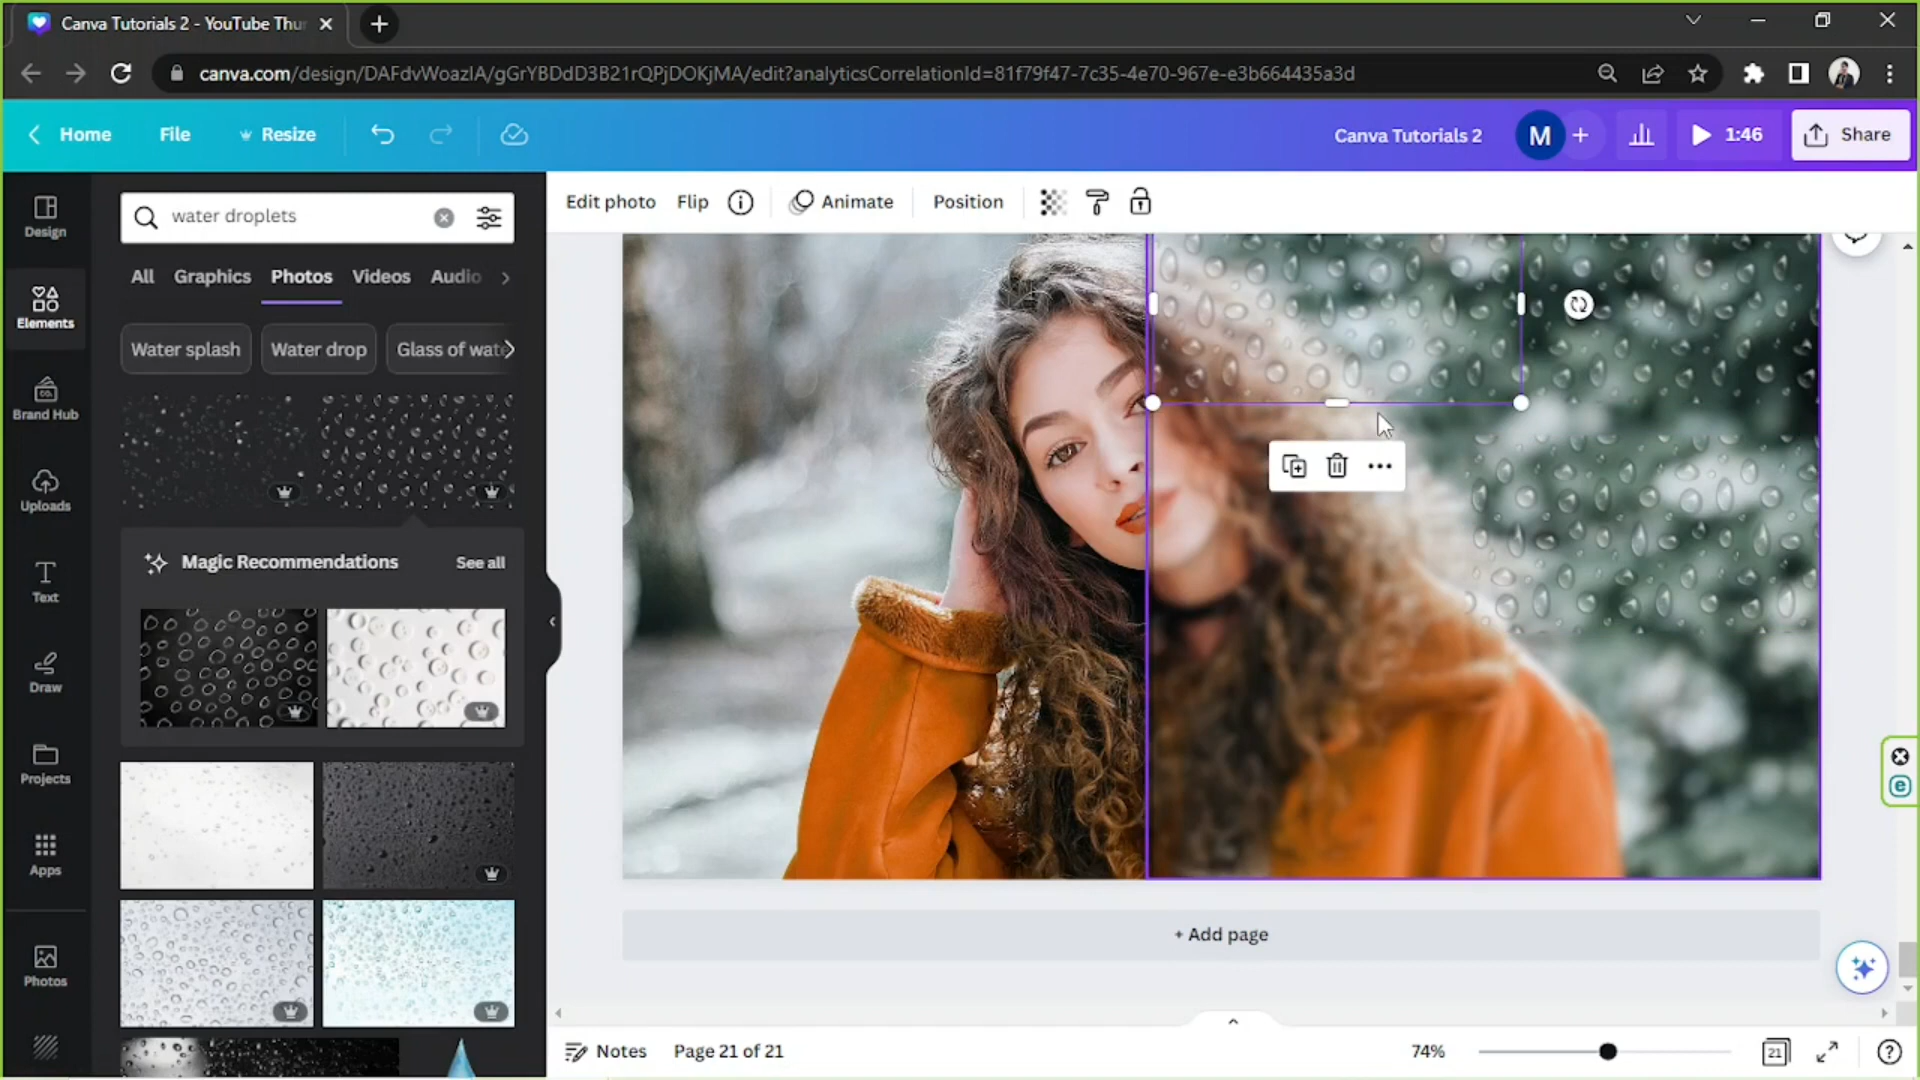 Canva Tutorials 2 - YouTube Thu
canva.com/design/DAFdvWoazIA/gGrYBDdD3B21rQPjDOKjMA/edit?analyticsCorrelationId=81f79f47-7c35-4e70-967e-e3b664435a3d
Home File Resize Canva Tutorials 2 M 1:46 Share
Edit photo Flip Animate Position
water droplets
All Graphics Photos Videos Audio
Water splash Water drop Glass of wate
Magic Recommendations See all
Design
Elements
Brand Hub
Uploads
Text
Draw
Projects
Apps
Photos
+ Add page
Notes Page 21 of 21 74% 21